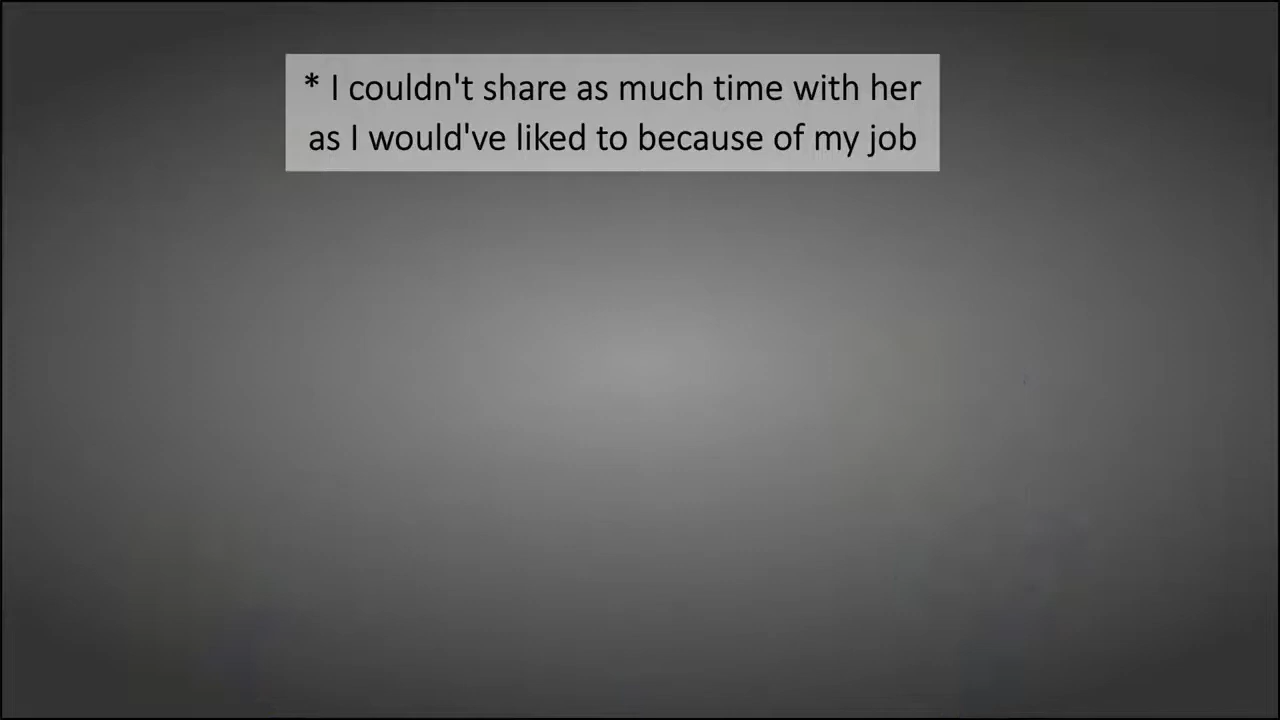 * I couldn't share as much time with her
as I would've liked to because of my job